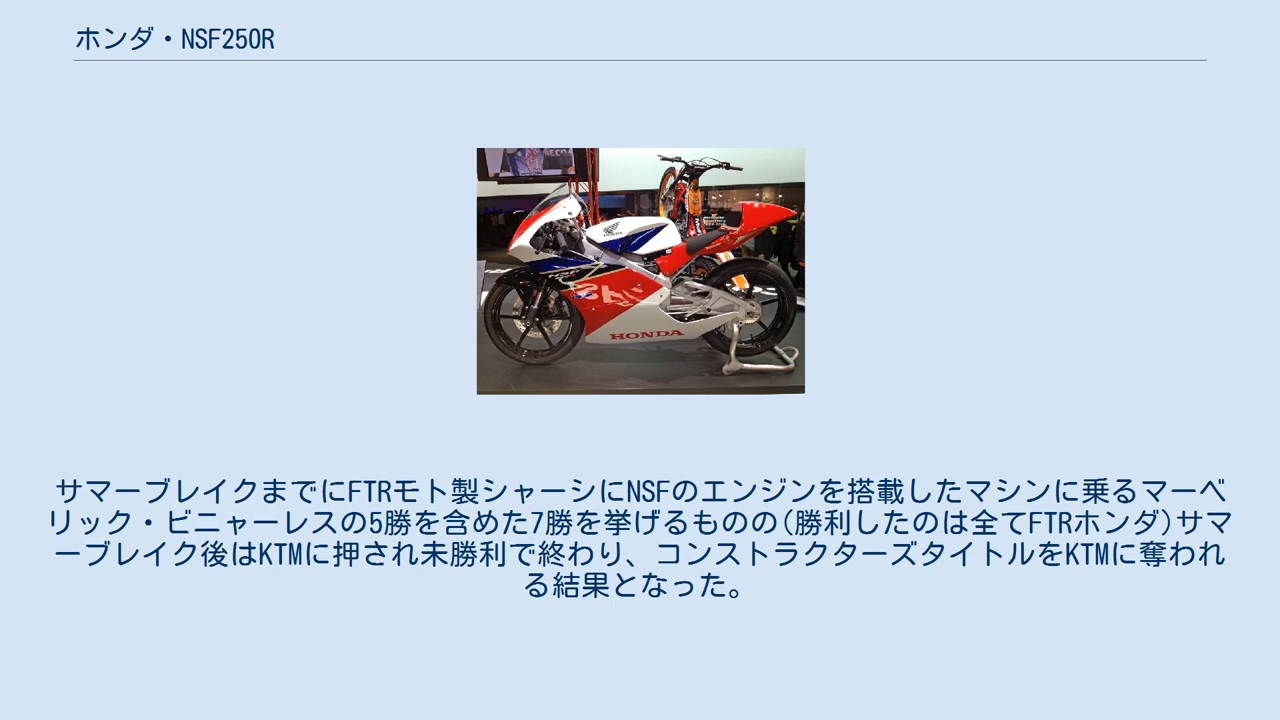 ホンダ・NSF250R
HONDA
サマーブレイクまでにFTRモト製シャーシにNSFのエンジンを搭載したマシンに乗るマーベ
リック・ビニャーレスの5勝を含めた7勝を挙げるものの(勝利したのは全てFTRホンダ)サマ
ーブレイク後はKTMに押され未勝利で終わり、コンストラクターズタイトルをKTMに奪われ
る結果となった。